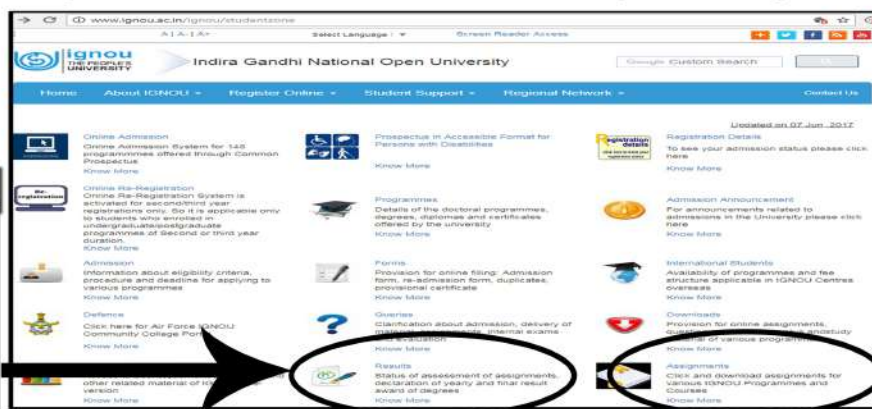 www.ignou.ac.in/ignou/studentzone
A | A- | A+ Select Language Screen Reader Access
ignou
THE PEOPLE'S
UNIVERSITY
Indira Gandhi National Open University
Google Custom Search
Home About IGNOU Register Online Student Support Regional Network Contact Us
Updated on 07 Jun, 2017
Online Admission
Online Admission System for 148
programmes offered through Common
Prospectus
Know More
Prospectus in Accessible Format for
Persons with Disabilities
Know More
Registration
details
Registration Details
To see your admission status please click
here
Know More
Re-
registration
Online Re-Registration
Online Re-Registration System is
activated for second/third year
registrations only. So it is applicable only
to students who enrolled in
undergraduate/postgraduate
programmes of Second or third year
duration.
Know More
Programmes
Details of the doctoral programmes,
degrees, diplomas and certificates
offered by the university
Know More
Admission Announcement
For announcements related to
admissions in the University please click
here
Know More
Admission
Information about eligibility criteria,
procedure and deadline for applying to
various programmes
Know More
Forms
Provision for online filing: Admission
form, re-admission form, duplicates,
provisional certificate
Know More
International Students
Availability of programmes and fee
structure applicable in IGNOU Centres
overseas
Know More
Defence
Click here for Air Force IGNOU
Community College Portal
Know More
Queries
Clarification about admission, delivery of
material, assignments, internal exams
and evaluation
Know More
Downloads
Provision for online assignments,
of various programmes
Know More
other related material of
version
Know More
Results
Status of assessment of assignments,
declaration of yearly and final result
award of degrees
Know More
Assignments
Click and download assignments for
various IGNOU Programmes and
Courses
Know More